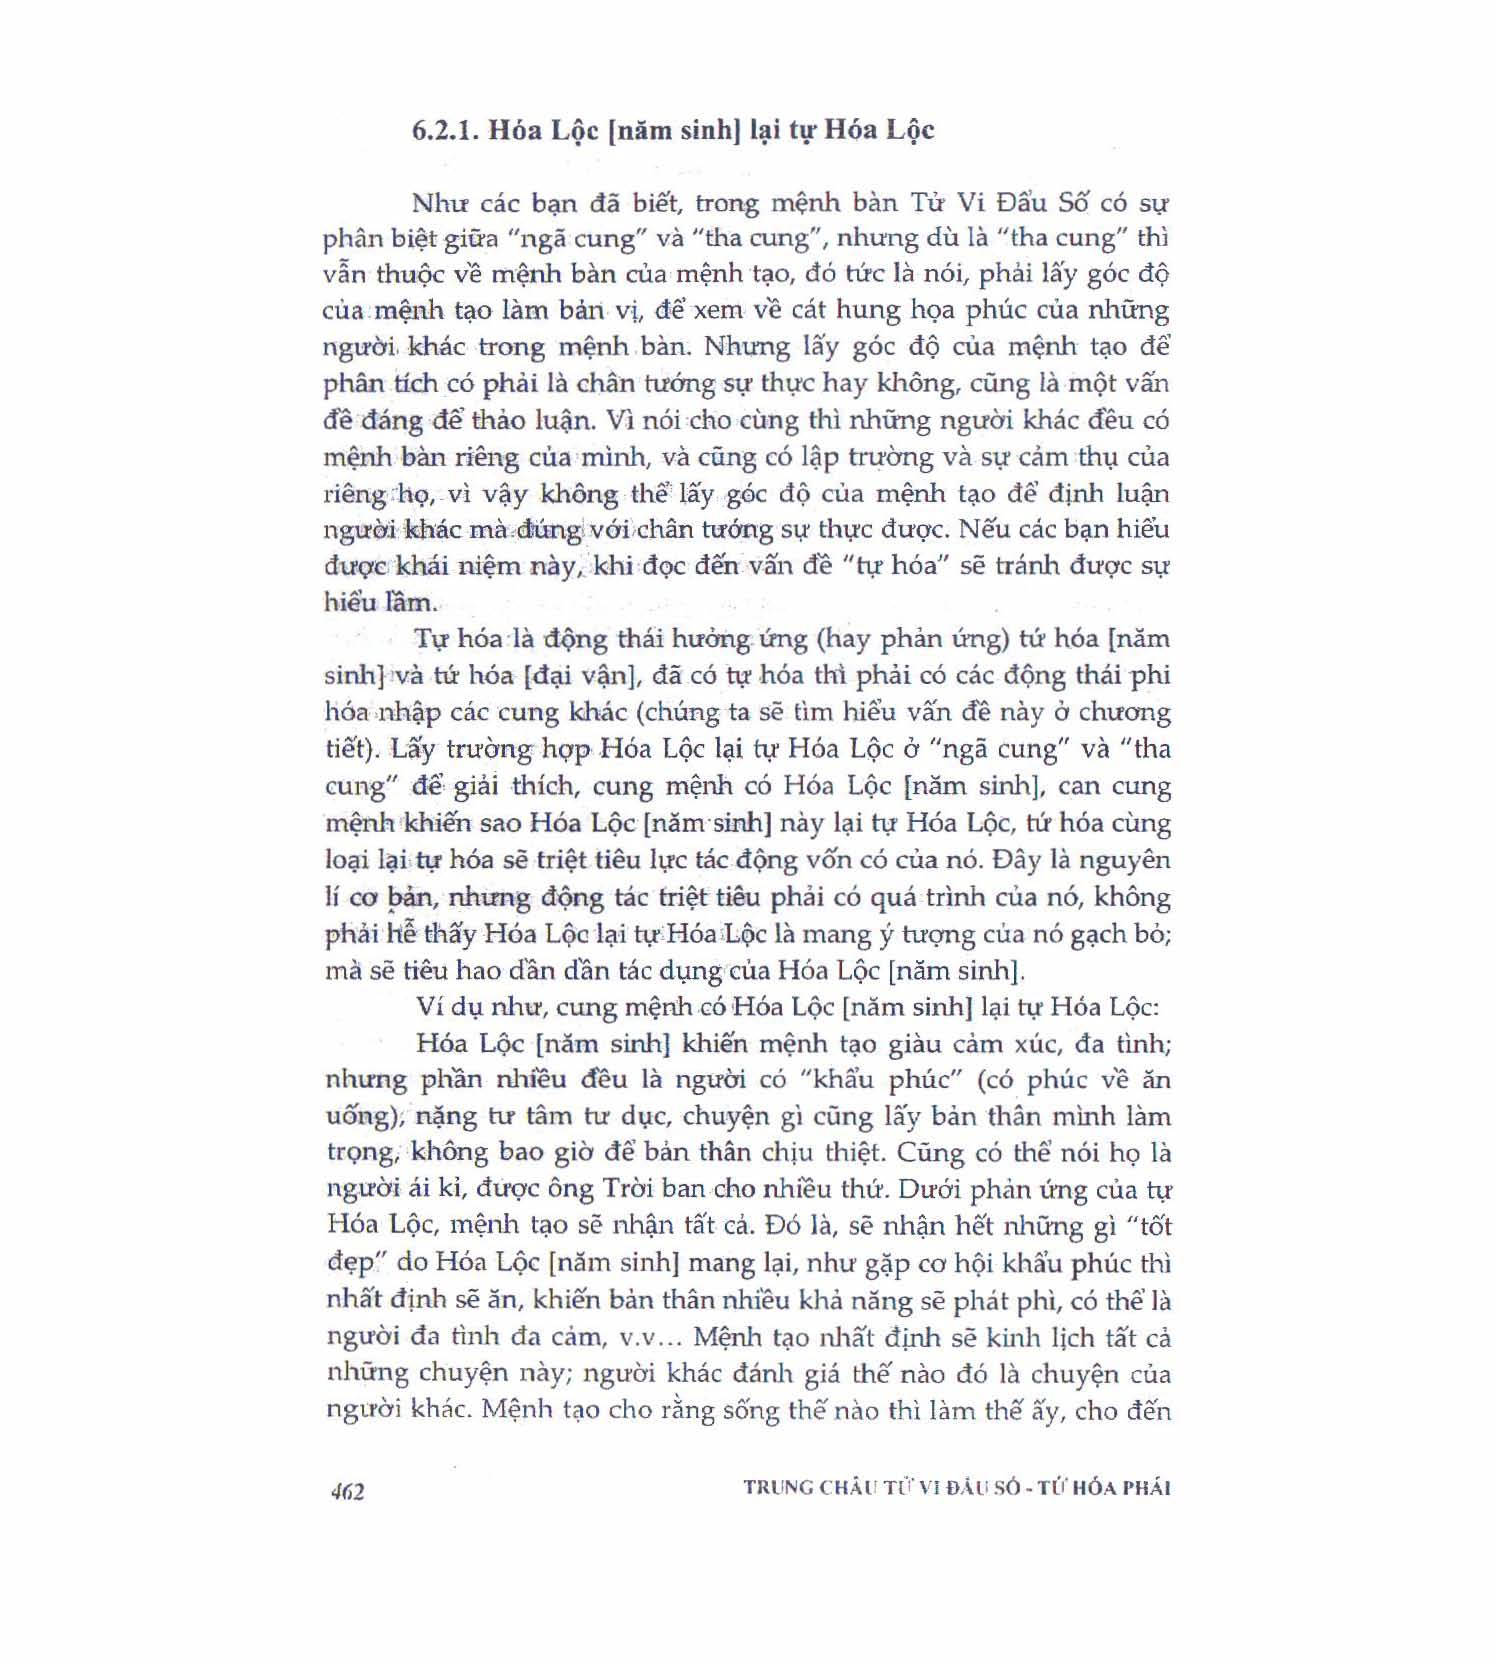 6.2.1. Hóa Lộc [năm sinh] lại tự Hóa Lộc
Như các bạn đã biết, trong mệnh bàn Tử Vi Đẩu Số có sự
phân biệt giữa "ngã cung" và "tha cung", nhưng dù là "tha cung" thì
vẫn thuộc về mệnh bàn của mệnh tạo, đó tức là nói, phải lấy góc độ
của mệnh tạo làm bản vị, để xem về cát hung họa phúc của những
người khác trong mệnh bàn. Nhưng lấy góc độ của mệnh tạo để
phân tích có phải là chân tướng sự thực hay không, cũng là một vấn
đề đáng để thảo luận. Vì nói cho cùng thì những người khác đều có
mệnh bàn riêng của mình, và cũng có lập trường và sự cảm thụ của
riêng họ, vì vậy không thể lấy góc độ của mệnh tạo để định luận
người khác mà đúng với chân tướng sự thực được. Nếu các bạn hiểu
được khái niệm này, khi đọc đến vấn đề "tự hóa" sẽ tránh được sự
hiểu lầm.
Tự hóa là động thái hưởng ứng (hay phản ứng) tứ hóa [năm
sinh] và tứ hóa [đại vận], đã có tự hóa thì phải có các động thái phi
hóa nhập các cung khác (chúng ta sẽ tìm hiểu vấn đề này ở chương
tiết). Lấy trường hợp Hóa Lộc lại tự Hóa Lộc ở "ngã cung" và "tha
cung" để giải thích, cung mệnh có Hóa Lộc [năm sinh], can cung
mệnh khiến sao Hóa Lộc [năm sinh] này lại tự Hóa Lộc, tứ hóa cùng
loại lại tự hóa sẽ triệt tiêu lực tác động vốn có của nó. Đây là nguyên
lí cơ bản, nhưng động tác triệt tiêu phải có quá trình của nó, không
phải hễ thấy Hóa Lộc lại tự Hóa Lộc là mang ý tượng của nó gạch bỏ;
mà sẽ tiêu hao dần dần tác dụng của Hóa Lộc [năm sinh].
Ví dụ như, cung mệnh có Hóa Lộc [năm sinh] lại tự Hóa Lộc:
Hóa Lộc [năm sinh] khiến mệnh tạo giàu cảm xúc, đa tình;
nhưng phần nhiều đều là người có "khẩu phúc" (có phúc về ăn
uống); nặng tư tâm tư dục, chuyện gì cũng lấy bản thân mình làm
trọng, không bao giờ để bản thân chịu thiệt. Cũng có thể nói họ là
người ái kỉ, được ông Trời ban cho nhiều thứ. Dưới phản ứng của tự
Hóa Lộc, mệnh tạo sẽ nhận tất cả. Đó là, sẽ nhận hết những gì "tốt
đẹp" do Hóa Lộc [năm sinh] mang lại, như gặp cơ hội khẩu phúc thì
nhất định sẽ ăn, khiến bản thân nhiều khả năng sẽ phát phì, có thể là
người đa tình đa cảm, v.v... Mệnh tạo nhất định sẽ kinh lịch tất cả
những chuyện này; người khác đánh giá thế nào đó là chuyện của
người khác. Mệnh tạo cho rằng sống thế nào thì làm thế ấy, cho đến
462 TRUNG CHÂU TỬ VI ĐẨU SỐ - TỨ HÓA PHÁI